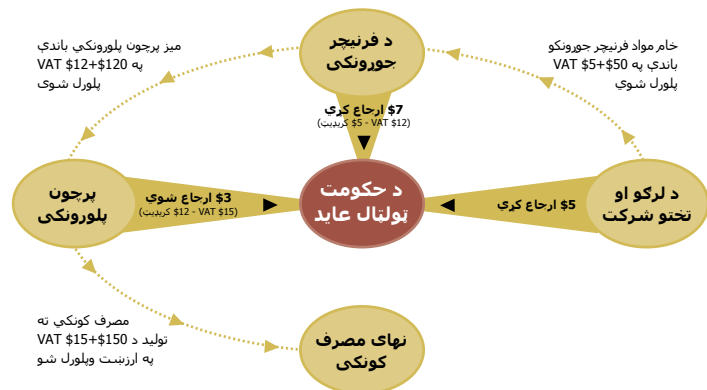 خام مواد فرنیچر جوړونکو
باندې په VAT $5+$50
پلورل شوي
د فرنیچر
جوړونکی
میز پرچون پلورونکي باندې
په VAT $12+$120
پلورل شوی
$7 ارجاع کړي
(VAT $12 - $5 کریډیټ)
د لرګو او
تختو شرکت
$5 ارجاع کړي
د حکومت
ټولټال عاید
$3 ارجاع شوي
(VAT $15 - $12 کریډیټ)
پرچون
پلورونکی
مصرف کونکي ته
تولید د VAT $15+$150
په ارزښت وپلورل شو
نهای مصرف
کونکی